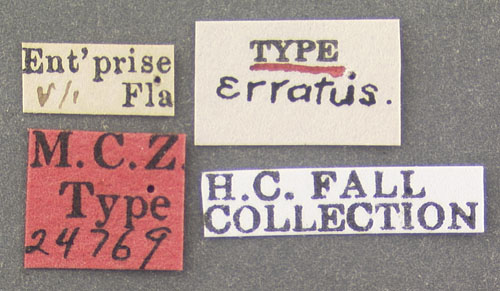 Ent'prise
Fla
TYPE
Erratus.
M.C.Z.
Type
24769
H.C. FALL
COLLECTION